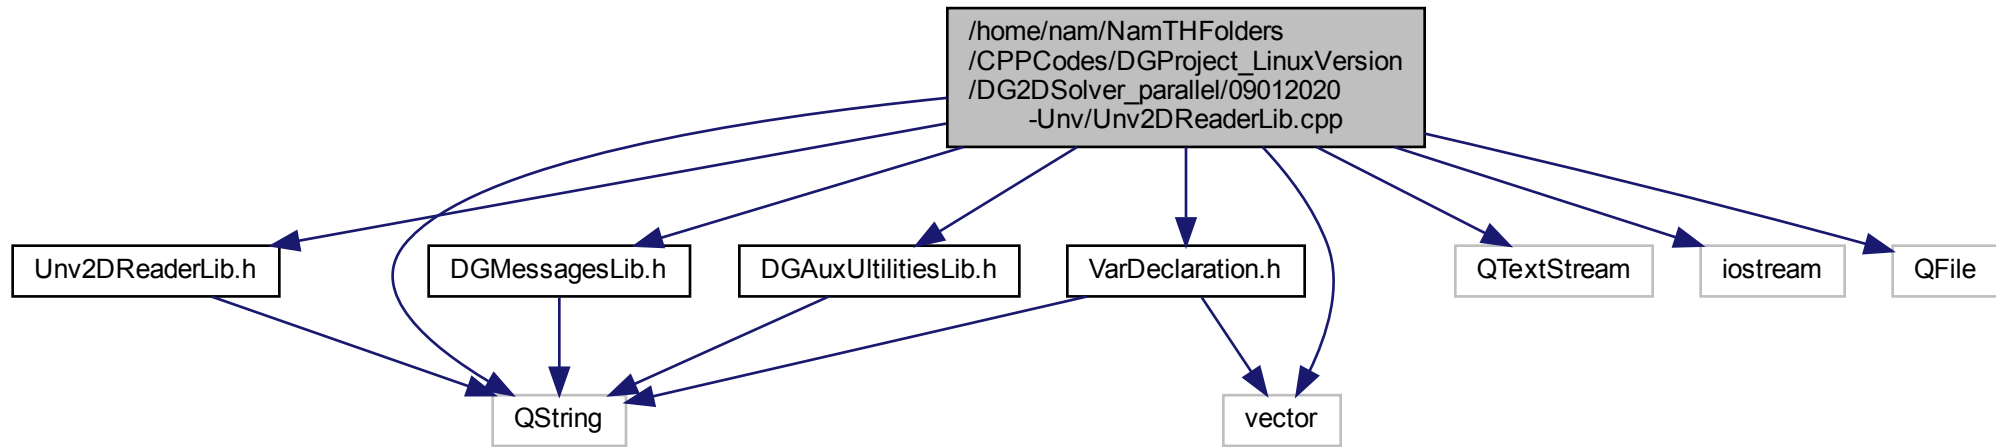 /home/nam/NamTHFolders
/CPPCodes/DGProject_LinuxVersion
/DG2DSolver_parallel/09012020
-Unv/Unv2DReaderLib.cpp
Unv2DReaderLib.h
DGMessagesLib.h
DGAuxUltilitiesLib.h
VarDeclaration.h
QTextStream
iostream
QFile
QString
vector